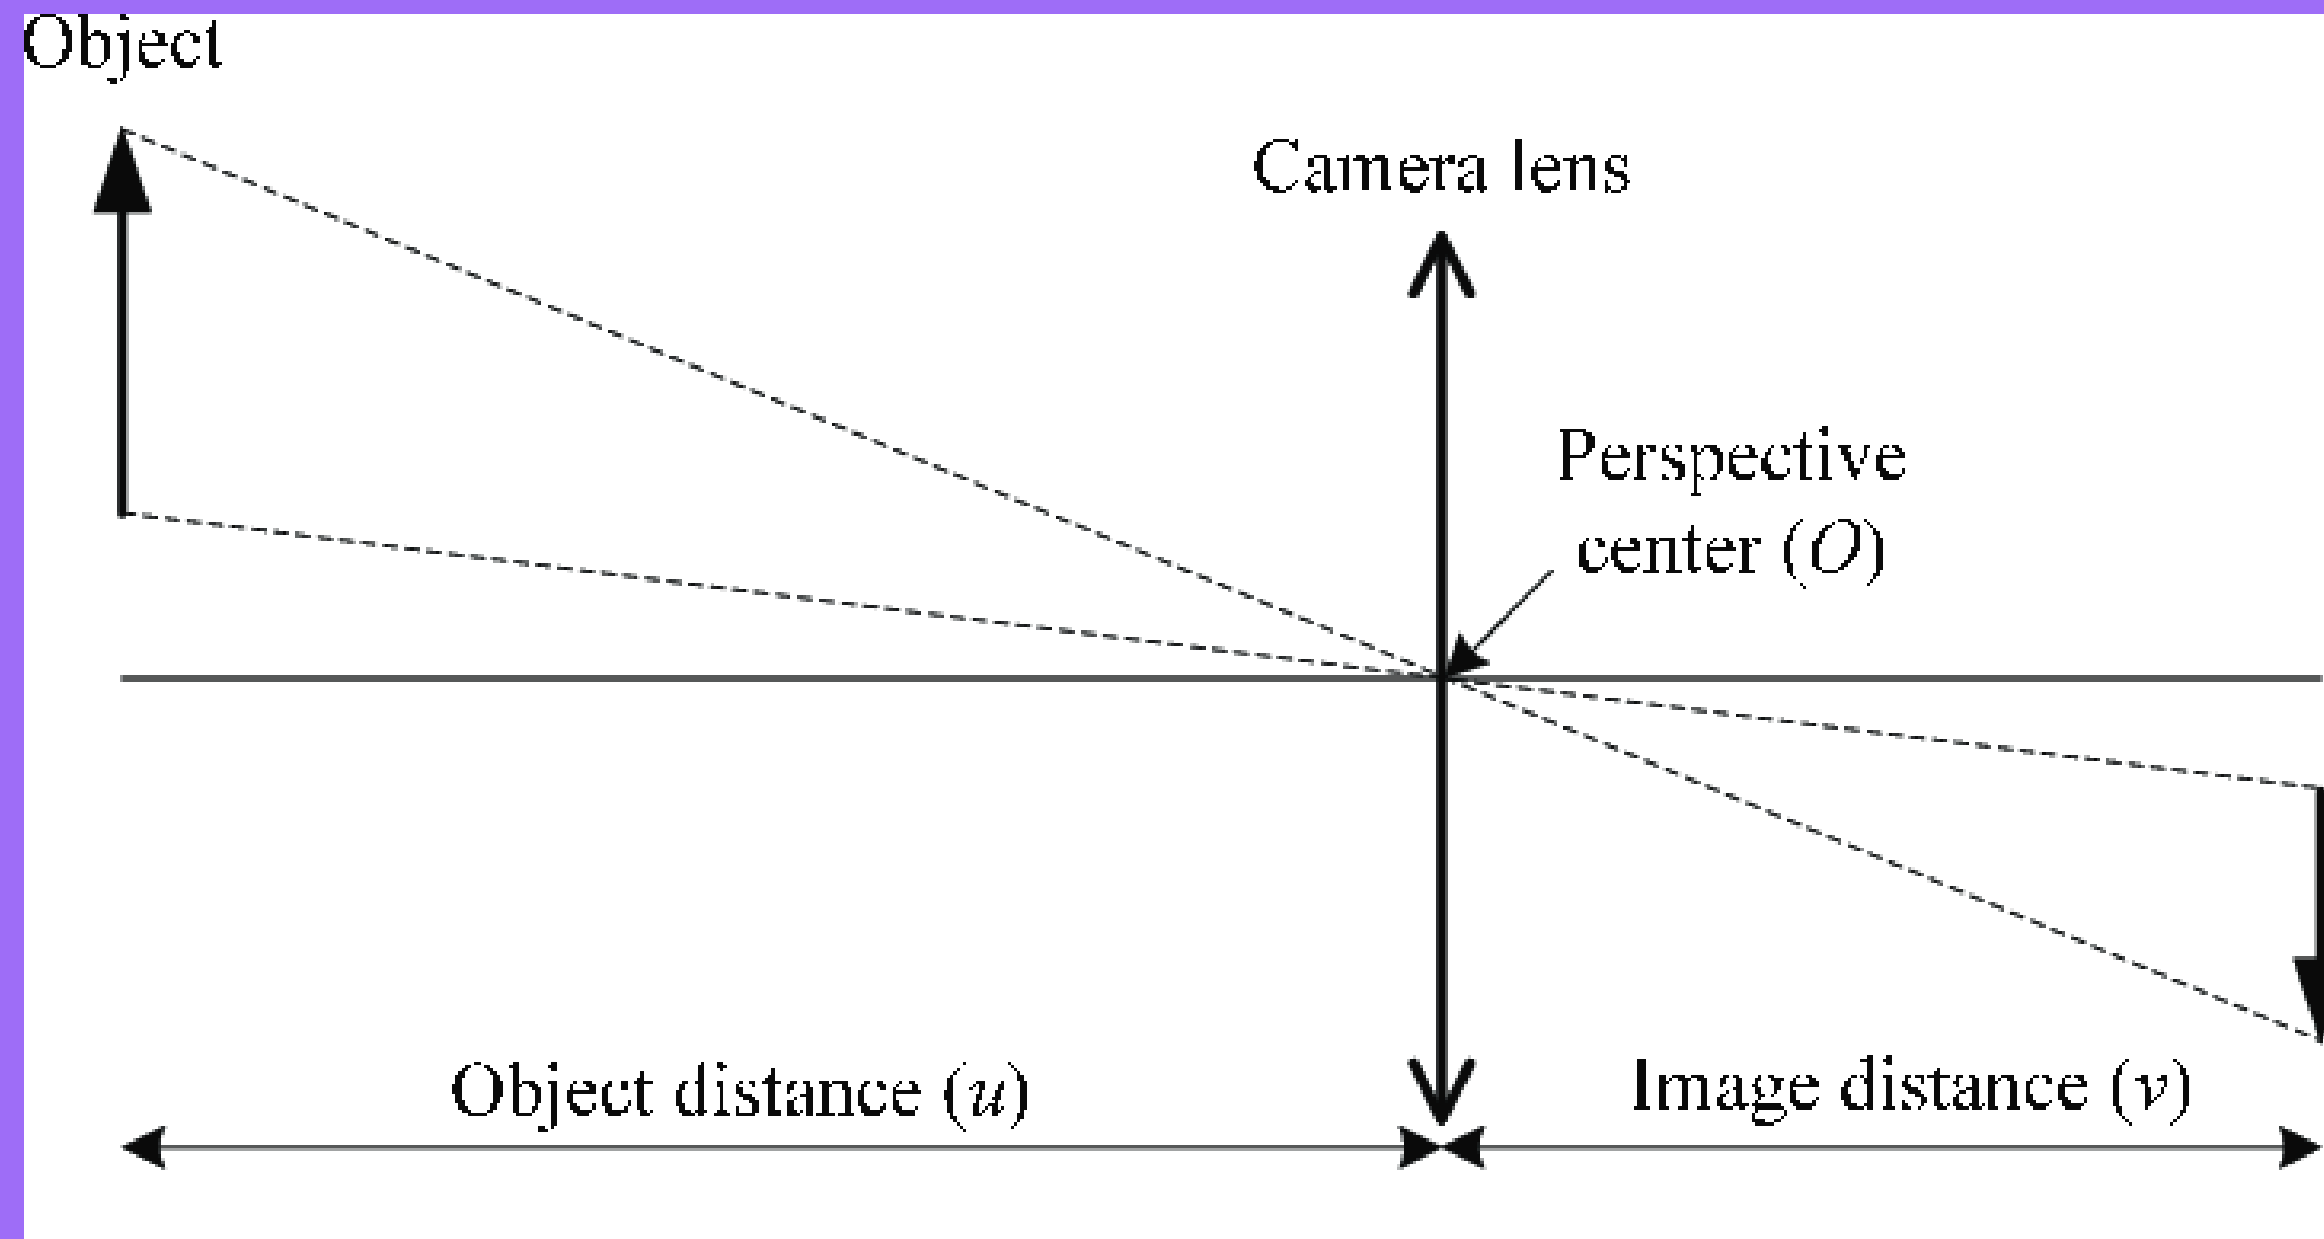 Object
Camera lens
Perspective
center (O)
Object distance (u)
Image distance (v)